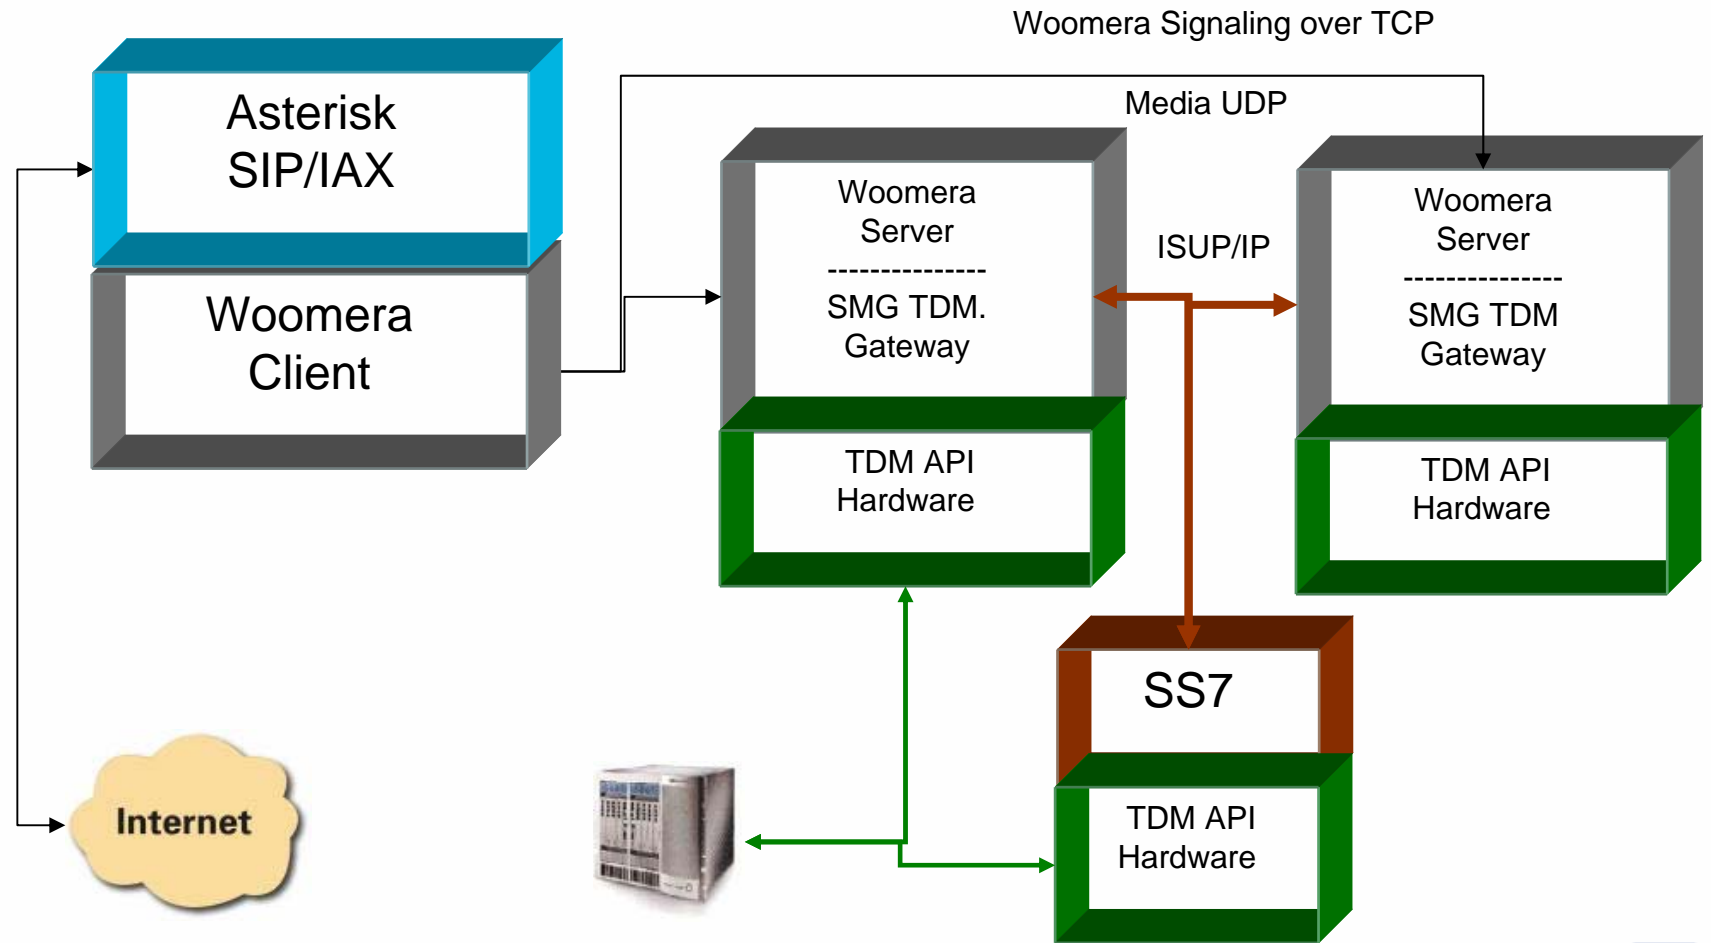 Woomera Signaling over TCP
Media UDP
Asterisk
SIP/IAX
Woomera
Client
Woomera
Server
---------------
SMG TDM.
Gateway
TDM API
Hardware
ISUP/IP
Woomera
Server
---------------
SMG TDM
Gateway
TDM API
Hardware
SS7
TDM API
Hardware
Internet